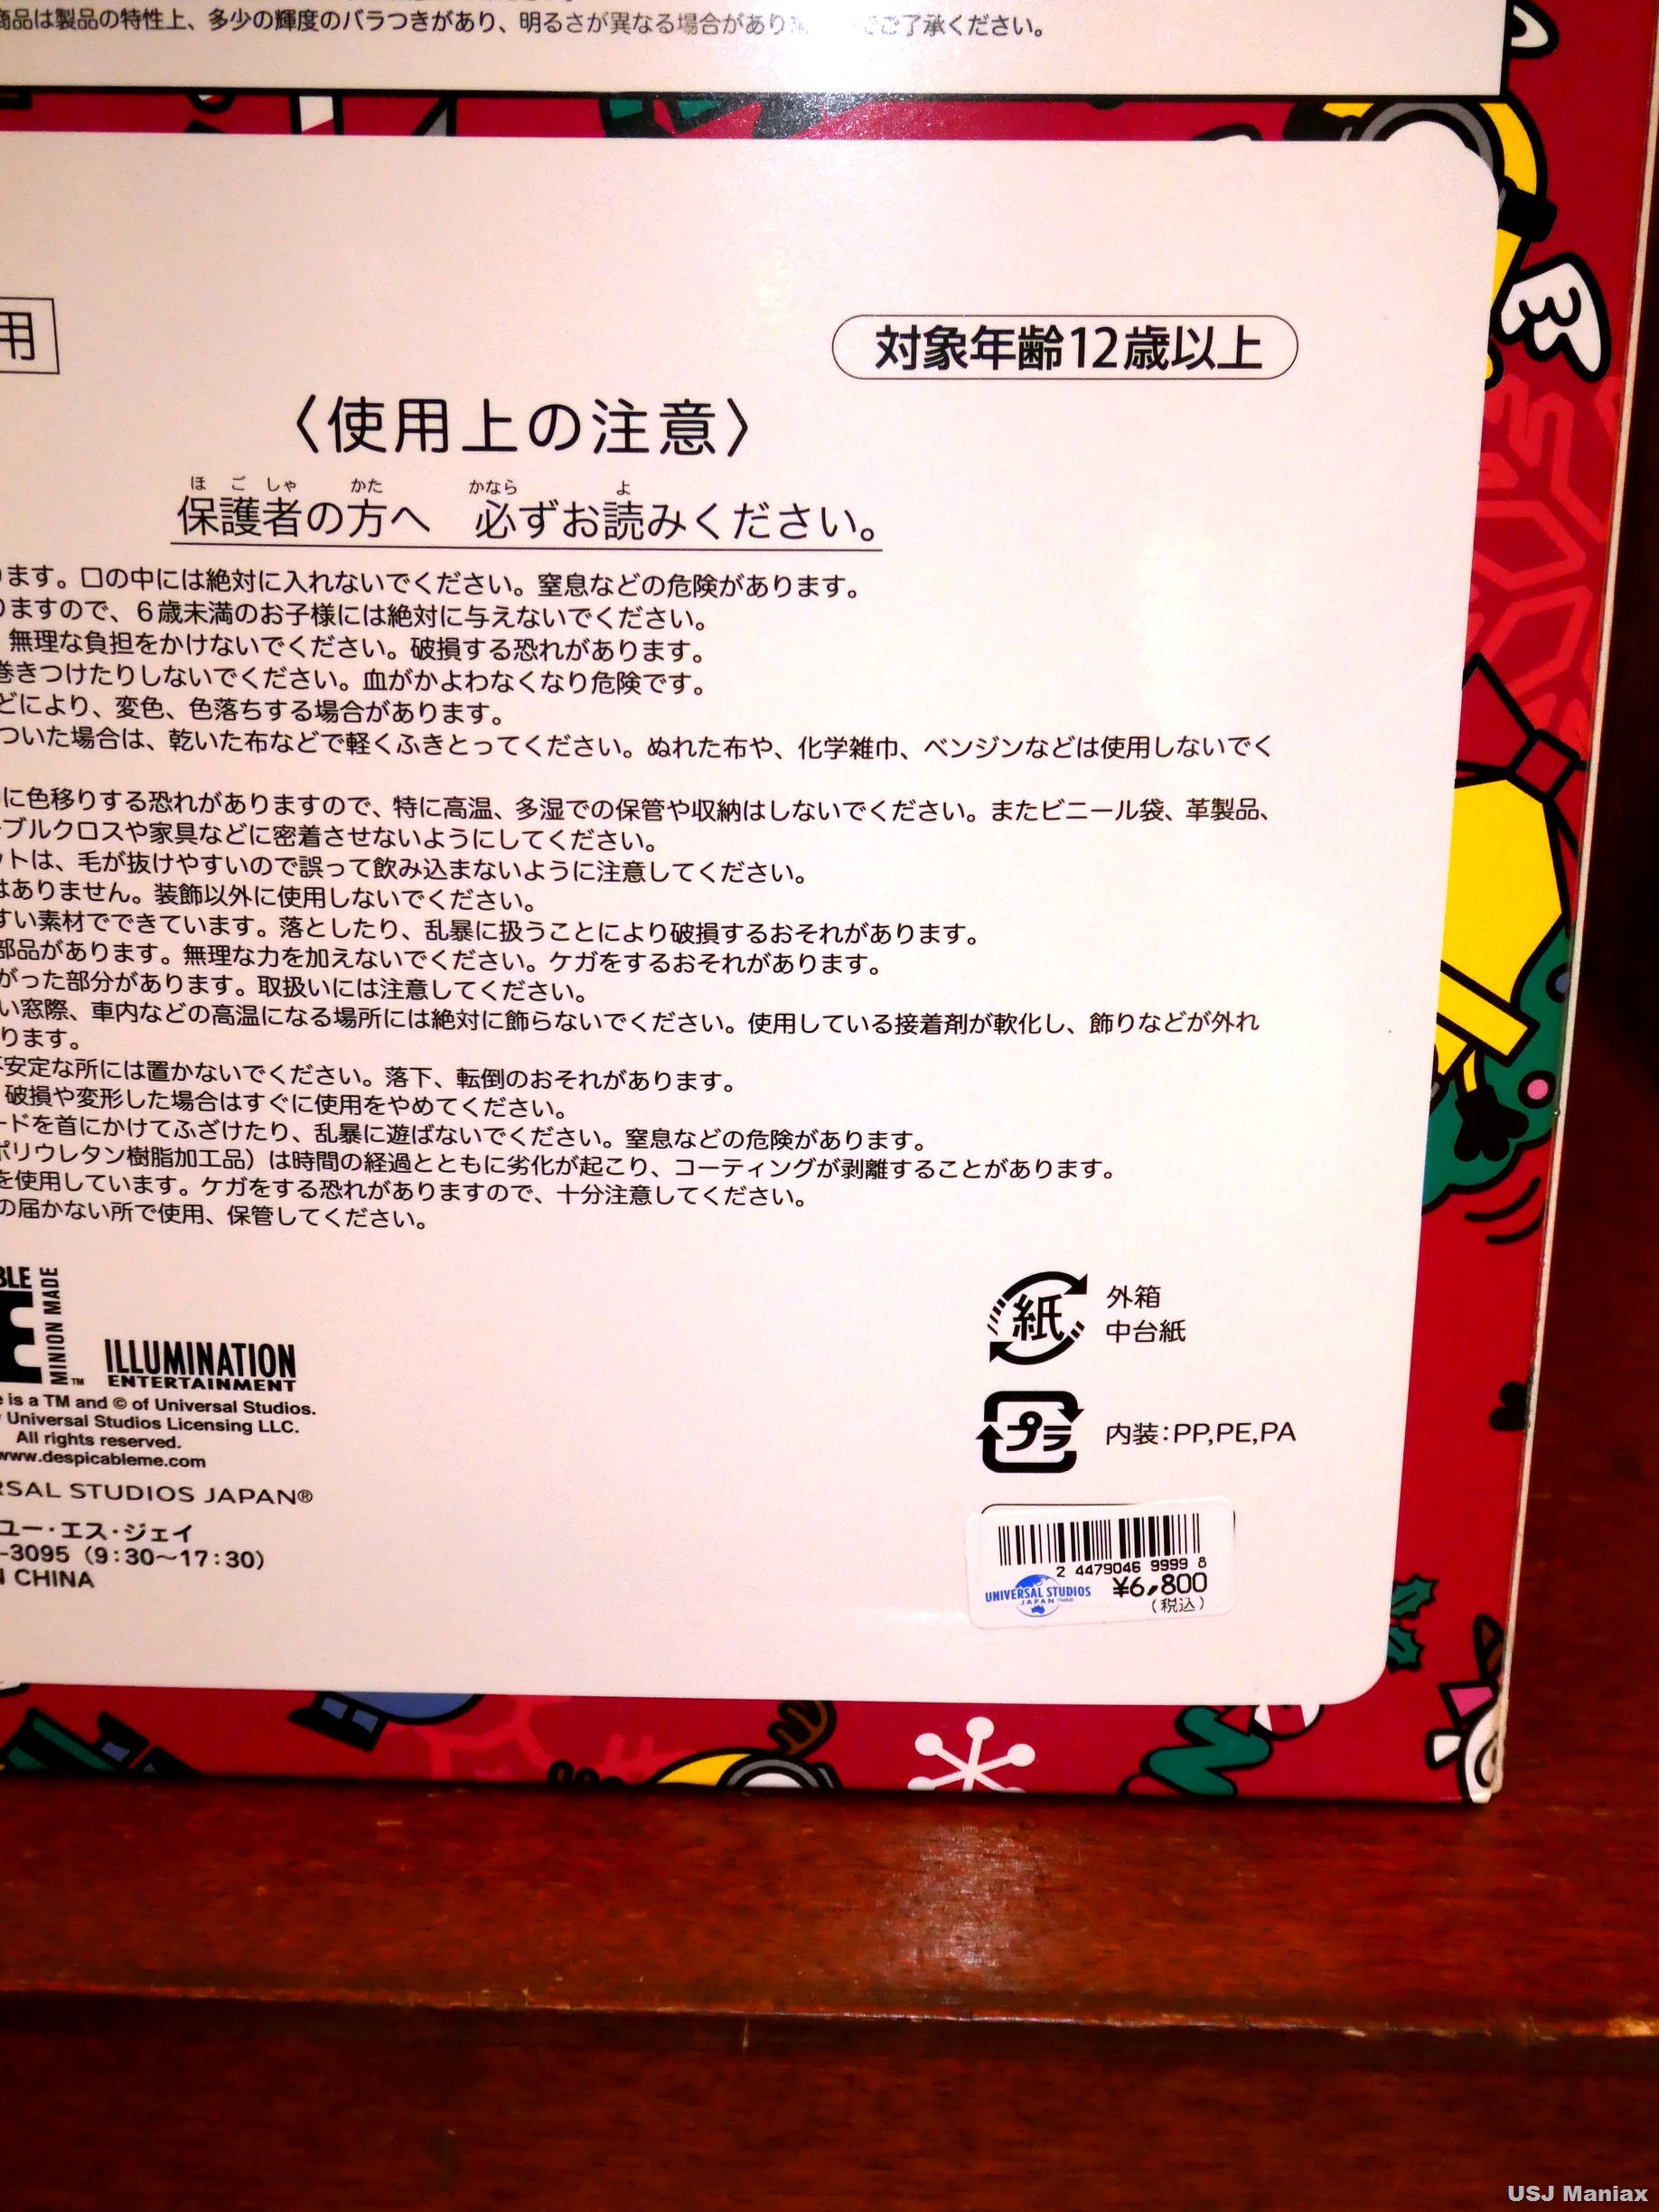 商品は製品の特性上、多少の輝度のバラつきがあり、明るさが異なる場合があり ご了承ください。
用
対象年齢12歳以上
〈使用上の注意〉
保護者の方へ 必ずお読みください。
ります。口の中には絶対に入れないでください。窒息などの危険があります。
りますので、6歳未満のお子様には絶対に与えないでください。
無理な負担をかけないでください。破損する恐れがあります。
巻きつけたりしないでください。血がかよわなくなり危険です。
どにより、変色、色落ちする場合があります。
ついた場合は、乾いた布などで軽くふきとってください。ぬれた布や、化学雑巾、ベンジンなどは使用しないでく
に色移りする恐れがありますので、特に高温、多湿での保管や収納はしないでください。またビニール袋、革製品、
ーブルクロスや家具などに密着させないようにしてください。
ットは、毛が抜けやすいので誤って飲み込まないように注意してください。
はありません。装飾以外に使用しないでください。
すい素材でできています。落としたり、乱暴に扱うことにより破損するおそれがあります。
部品があります。無理な力を加えないでください。ケガをするおそれがあります。
がった部分があります。取扱いには注意してください。
い窓際、車内などの高温になる場所には絶対に飾らないでください。使用している接着剤が軟化し、飾りなどが外れ
ります。
不安定な所には置かないでください。落下、転倒のおそれがあります。
破損や変形した場合はすぐに使用をやめてください。
ードを首にかけてふざけたり、乱暴に遊ばないでください。窒息などの危険があります。
ポリウレタン樹脂加工品）は時間の経過とともに劣化が起こり、コーティングが剥離することがあります。
を使用しています。ケガをする恐れがありますので、十分注意してください。
の届かない所で使用、保管してください。
BLE
E
MINION MADE
TM
ILLUMINATION
ENTERTAINMENT
e is a TM and © of Universal Studios.
Universal Studios Licensing LLC.
All rights reserved.
www.despicableme.com
RSAL STUDIOS JAPAN®
ユー・エス・ジェイ
-3095（9:30〜17:30）
N CHINA
紙
外箱
中台紙
プラ
内装:PP,PE,PA
2 4479046 9999 8
UNIVERSAL STUDIOS
JAPAN
¥6,800
（税込）
USJ Maniax